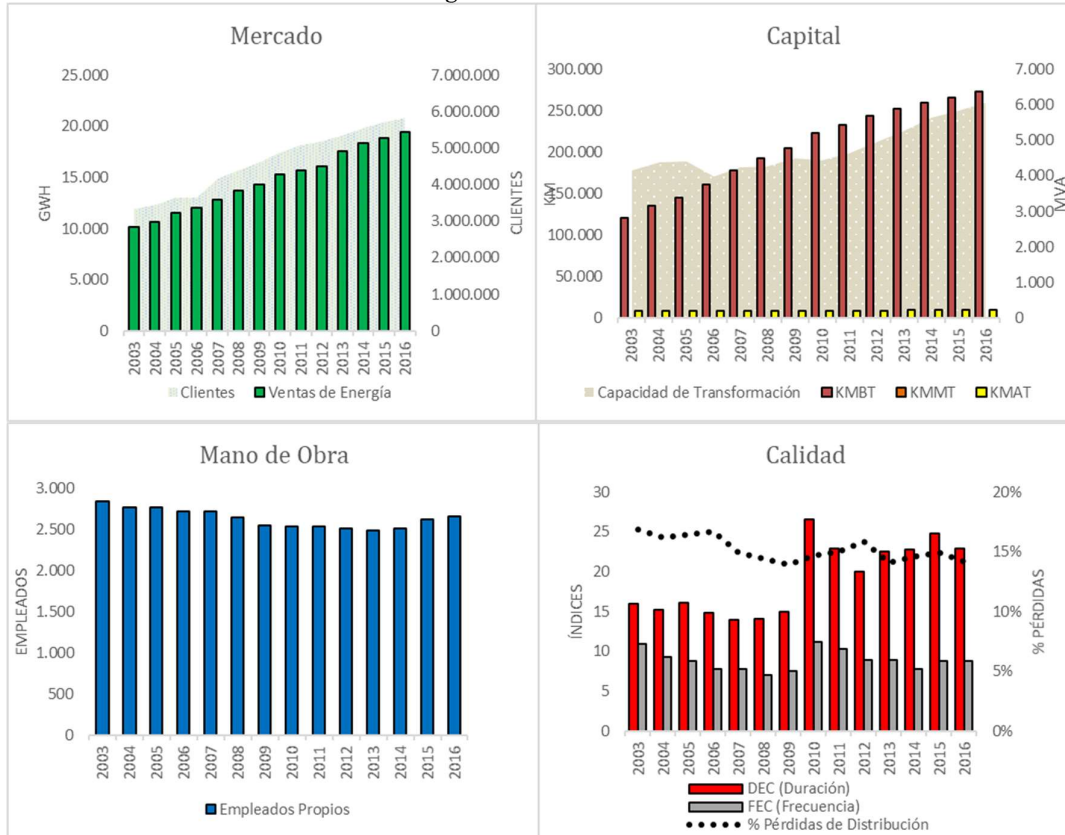 Mercado
25.000
20.000
15.000
10.000
5.000
0
GWH
7.000.000
6.000.000
5.000.000
4.000.000
3.000.000
2.000.000
1.000.000
0
CLIENTES
2003 2004 2005 2006 2007 2008 2009 2010 2011 2012 2013 2014 2015 2016
Clientes Ventas de Energía
Capital
300.000
250.000
200.000
150.000
100.000
50.000
0
KM
7.000
6.000
5.000
4.000
3.000
2.000
1.000
0
MVA
2003 2004 2005 2006 2007 2008 2009 2010 2011 2012 2013 2014 2015 2016
Capacidad de Transformación KMBT KMMT KMAT
Mano de Obra
3.000
2.500
2.000
1.500
1.000
500
0
EMPLEADOS
2003 2004 2005 2006 2007 2008 2009 2010 2011 2012 2013 2014 2015 2016
Empleados Propios
Calidad
30
25
20
15
10
5
0
ÍNDICES
20%
15%
10%
5%
0%
% PÉRDIDAS
2003 2004 2005 2006 2007 2008 2009 2010 2011 2012 2013 2014 2015 2016
DEC (Duración)
FEC (Frecuencia)
% Pérdidas de Distribución